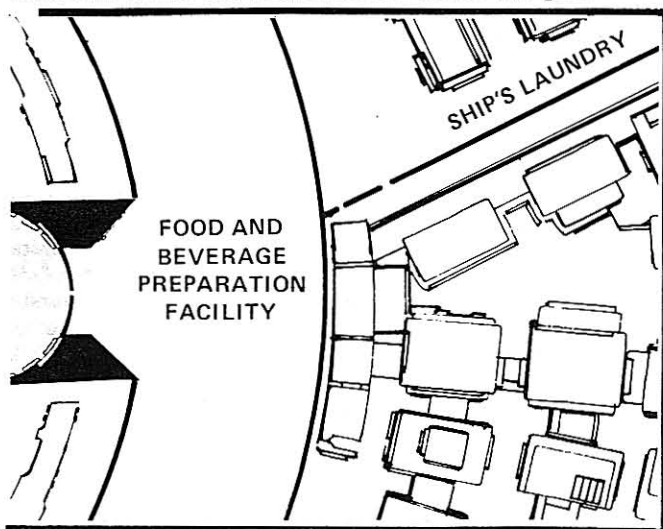 SHIP'S LAUNDRY
FOOD AND
BEVERAGE
PREPARATION
FACILITY